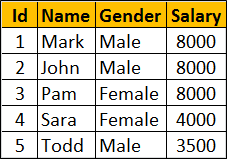 Id Name Gender Salary
1 Mark Male 8000
2 John Male 8000
3 Pam Female 8000
4 Sara Female 4000
5 Todd Male 3500